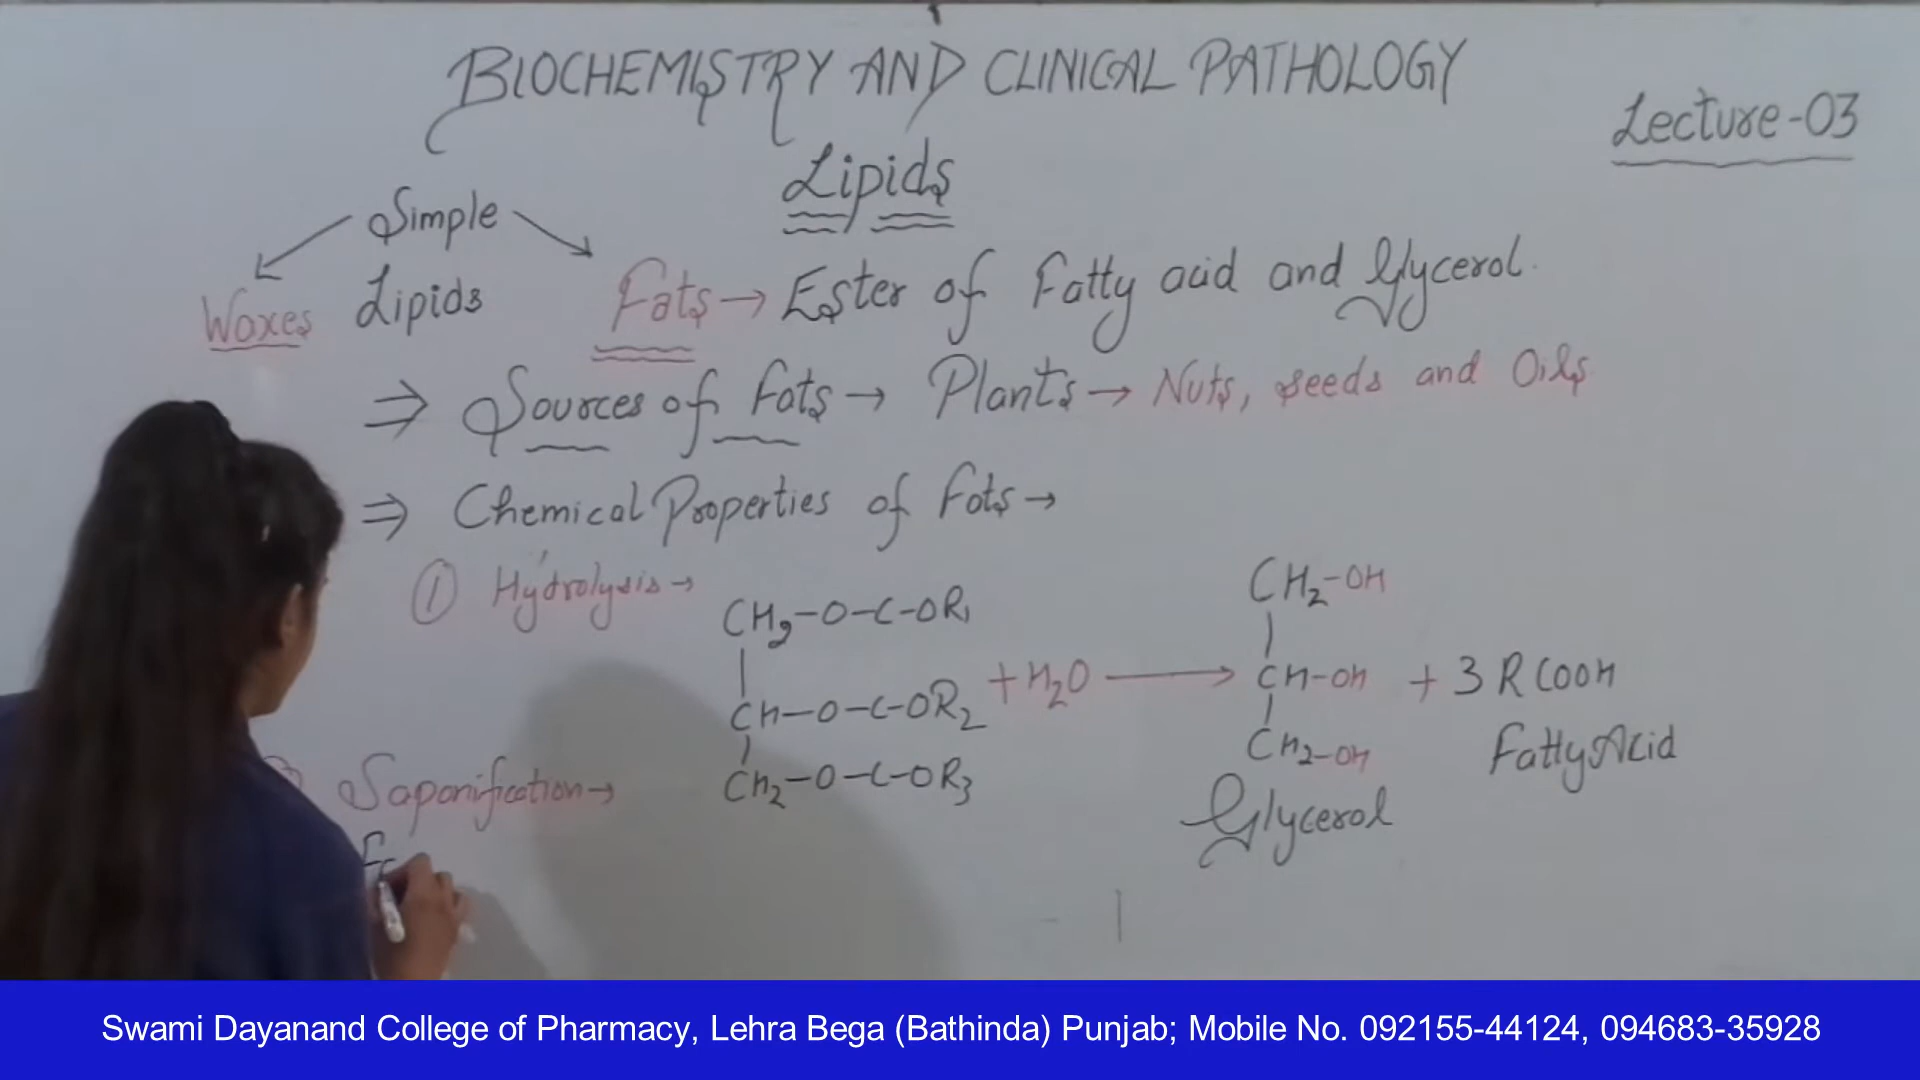 BIOCHEMISTRY AND CLINICAL PATHOLOGY
Lecture-03
Lipids
Simple
Lipids
Waxes
Fats → Ester of Fatty acid and Glycerol.
⇒ Sources of Fats → Plants → Nuts, seeds and Oils
⇒ Chemical Properties of Fats →
① Hydrolysis →
CH2-O-C-OR1
CH-O-C-OR2
CH2-O-C-OR3
+ H2O ⟶
CH2-OH
CH-OH
CH2-OH
Glycerol
+ 3 R COOH
Fatty Acid
Saponification →
Swami Dayanand College of Pharmacy, Lehra Bega (Bathinda) Punjab; Mobile No. 092155-44124, 094683-35928